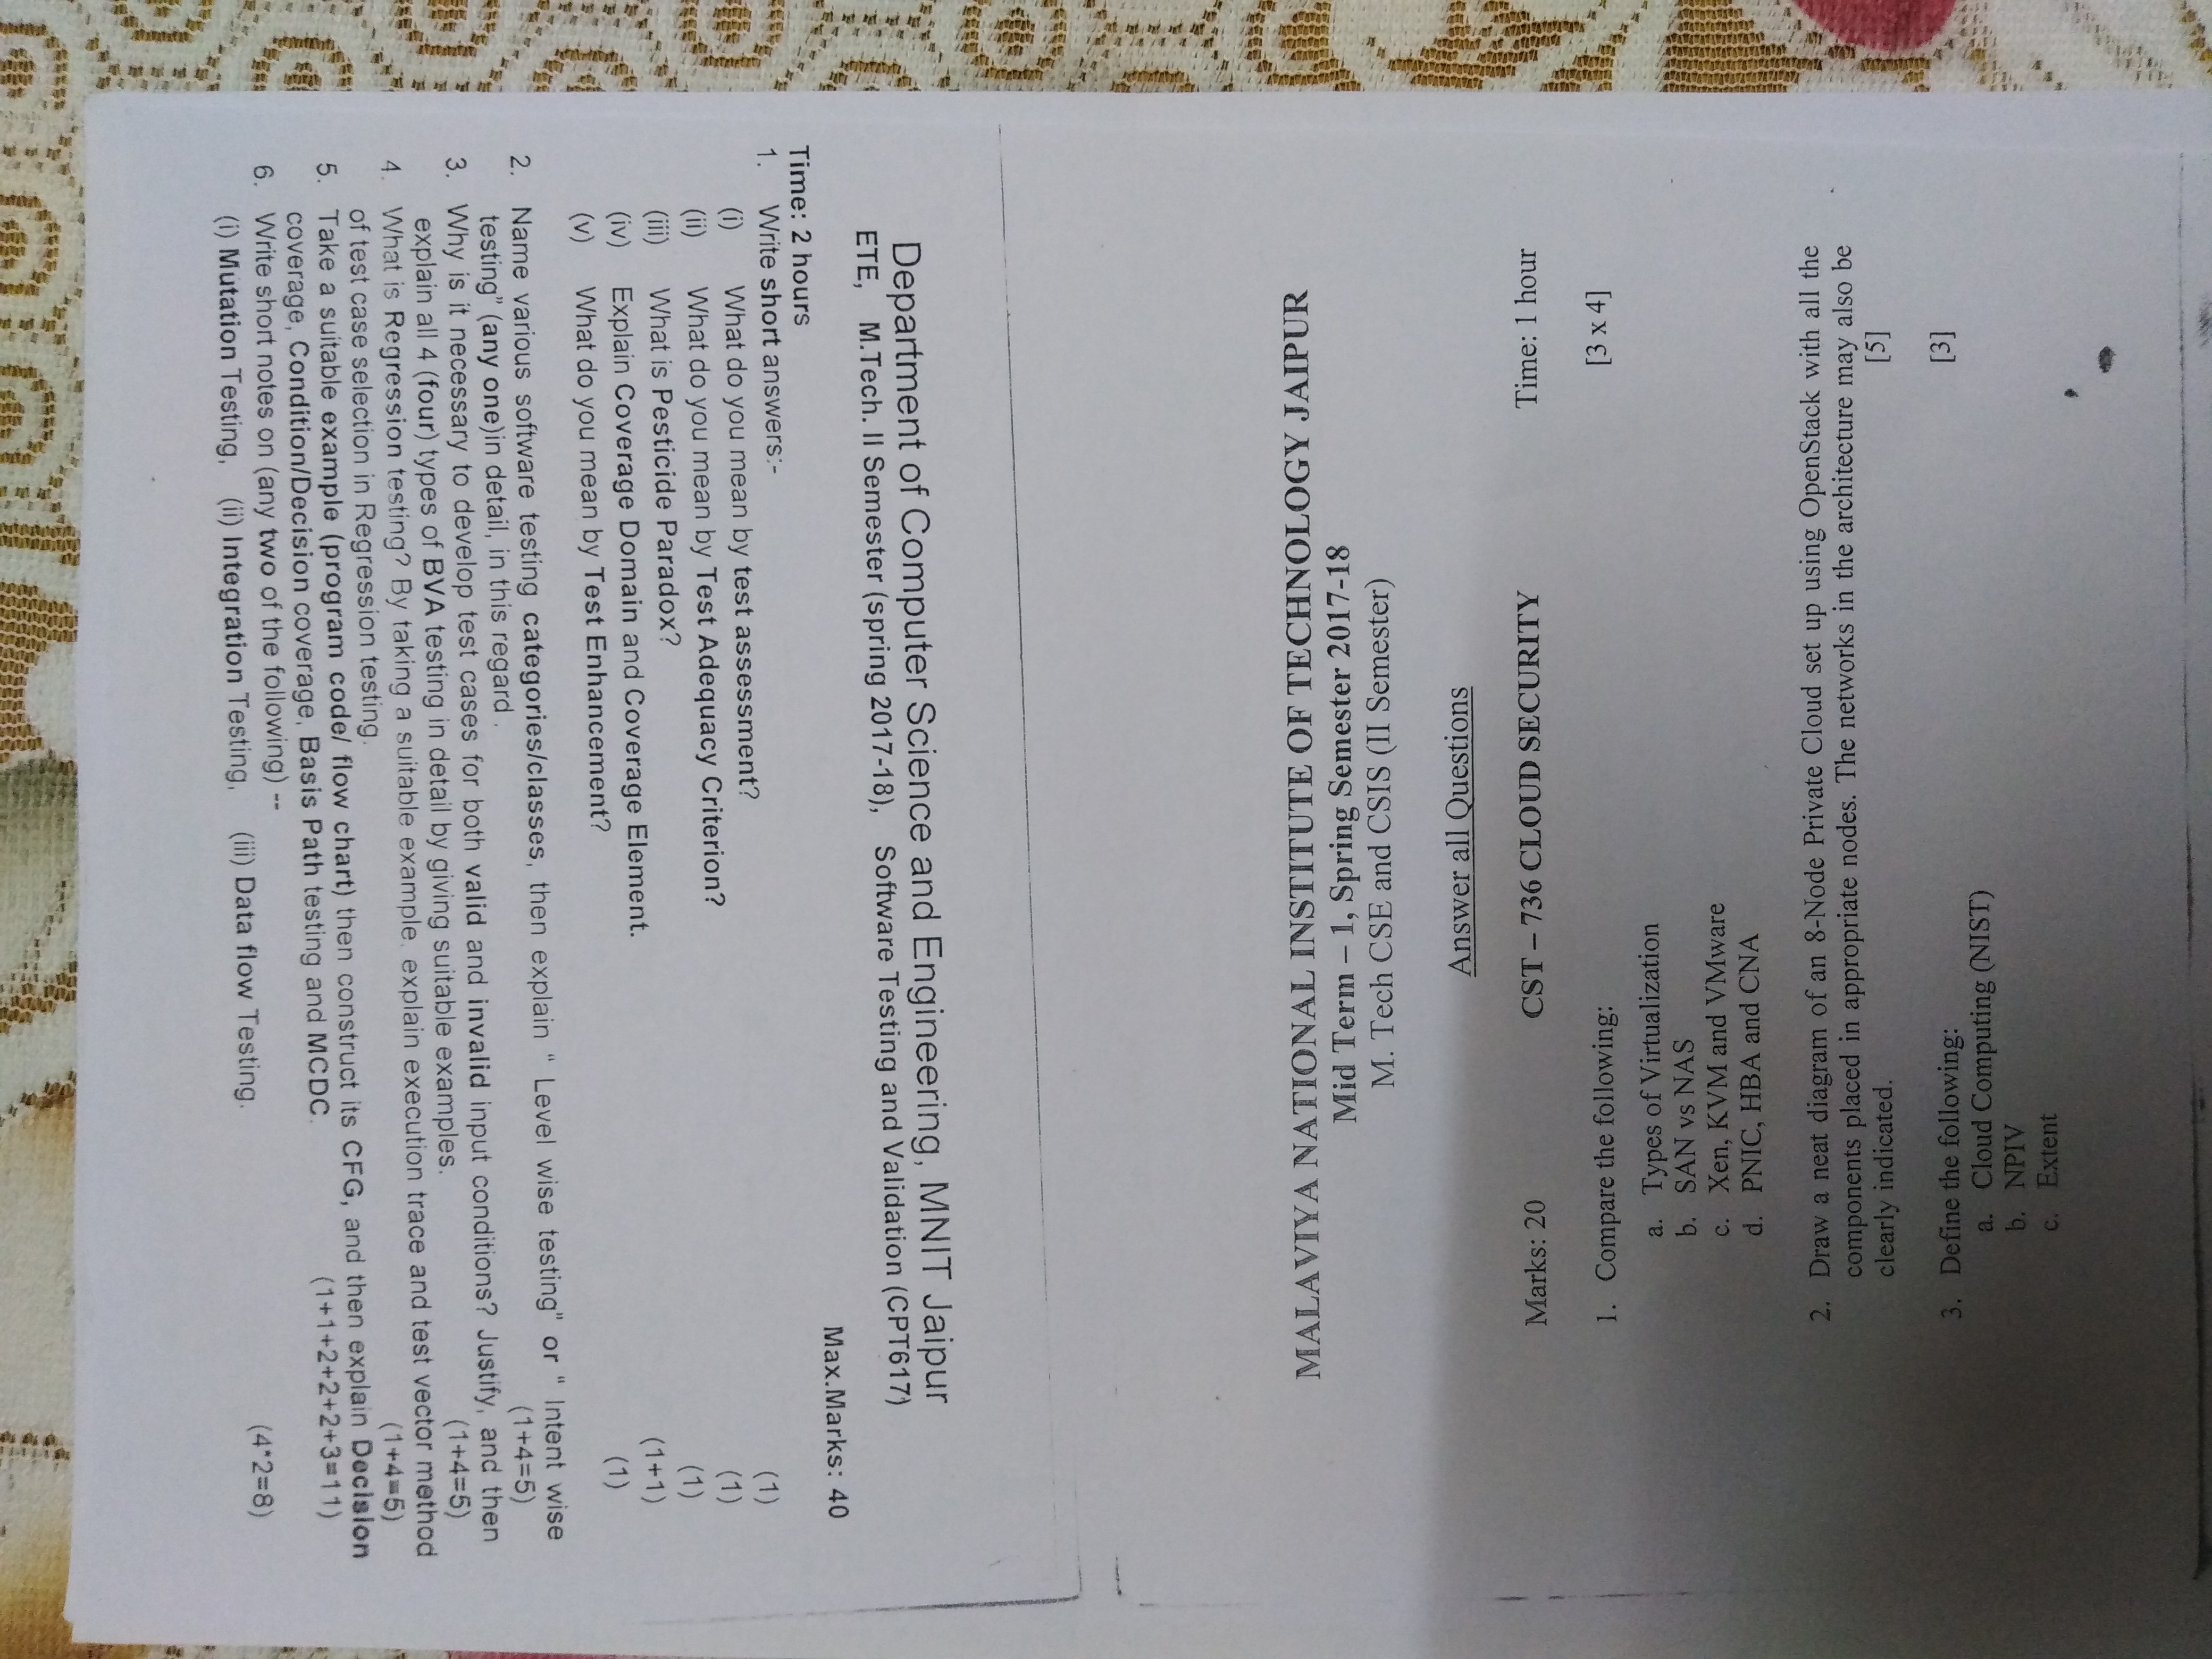 Department of Computer Science and Engineering, MNIT Jaipur
ETE, M.Tech. II Semester (spring 2017-18), Software Testing and Validation (CPT617)
Time: 2 hours Max.Marks: 40
1. Write short answers:-
(i) What do you mean by test assessment? (1)
(ii) What do you mean by Test Adequacy Criterion? (1)
(iii) What is Pesticide Paradox? (1)
(iv) Explain Coverage Domain and Coverage Element. (1+1)
(v) What do you mean by Test Enhancement? (1)
2. Name various software testing categories/classes, then explain " Level wise testing" or " Intent wise
testing" (any one)in detail, in this regard . (1+4=5)
3. Why is it necessary to develop test cases for both valid and invalid input conditions? Justify, and then
explain all 4 (four) types of BVA testing in detail by giving suitable examples. (1+4=5)
4. What is Regression testing? By taking a suitable example, explain execution trace and test vector method
of test case selection in Regression testing. (1+4=5)
5. Take a suitable example (program code/ flow chart) then construct its CFG, and then explain Decision
coverage, Condition/Decision coverage, Basis Path testing and MCDC. (1+1+2+2+2+3=11)
6. Write short notes on (any two of the following) --
(i) Mutation Testing, (ii) Integration Testing, (iii) Data flow Testing. (4*2=8)
MALAVIYA NATIONAL INSTITUTE OF TECHNOLOGY JAIPUR
Mid Term – 1, Spring Semester 2017-18
M. Tech CSE and CSIS (II Semester)
Answer all Questions
Marks: 20 CST – 736 CLOUD SECURITY Time: 1 hour
1. Compare the following: [3 x 4]
a. Types of Virtualization
b. SAN vs NAS
c. Xen, KVM and VMware
d. PNIC, HBA and CNA
2. Draw a neat diagram of an 8-Node Private Cloud set up using OpenStack with all the
components placed in appropriate nodes. The networks in the architecture may also be
clearly indicated. [5]
3. Define the following: [3]
a. Cloud Computing (NIST)
b. NPIV
c. Extent